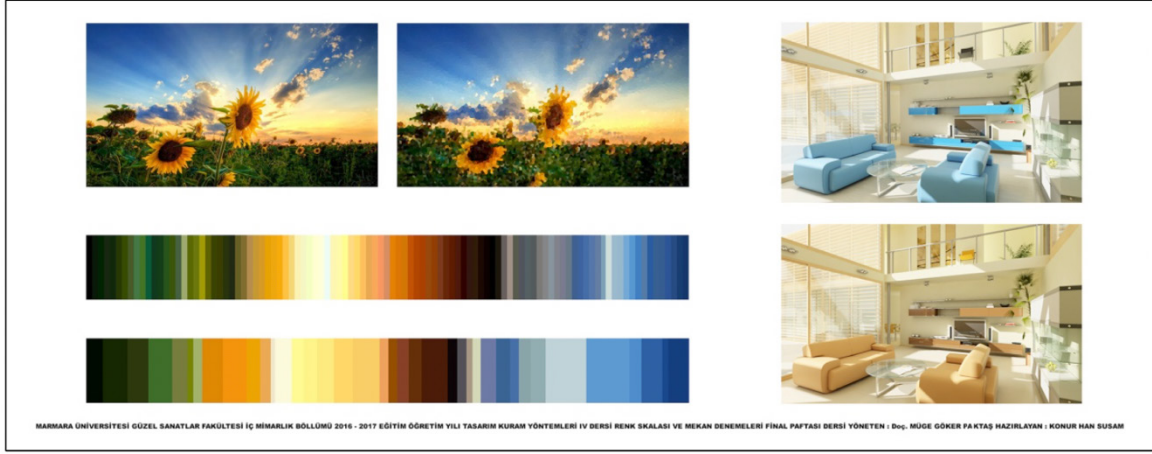 MARMARA ÜNİVERSİTESİ GÜZEL SANATLAR FAKÜLTESİ İÇ MİMARLIK BÖLLÜMÜ 2016 - 2017 EĞİTİM ÖĞRETİM YILI TASARIM KURAM YÖNTEMLERİ IV DERSİ RENK SKALASI VE MEKAN DENEMELERİ FİNAL PAFTASI DERSİ YÖNETEN : Doç. MÜGE GÖKER PAKTAŞ HAZIRLAYAN : KONUR HAN SUSAM